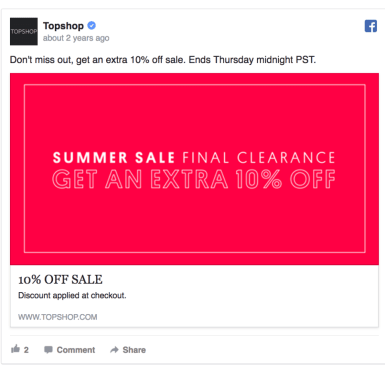 TOPSHOP
Topshop
about 2 years ago
Don't miss out, get an extra 10% off sale. Ends Thursday midnight PST.
SUMMER SALE FINAL CLEARANCE
GET AN EXTRA 10% OFF
10% OFF SALE
Discount applied at checkout.
WWW.TOPSHOP.COM
2 Comment Share